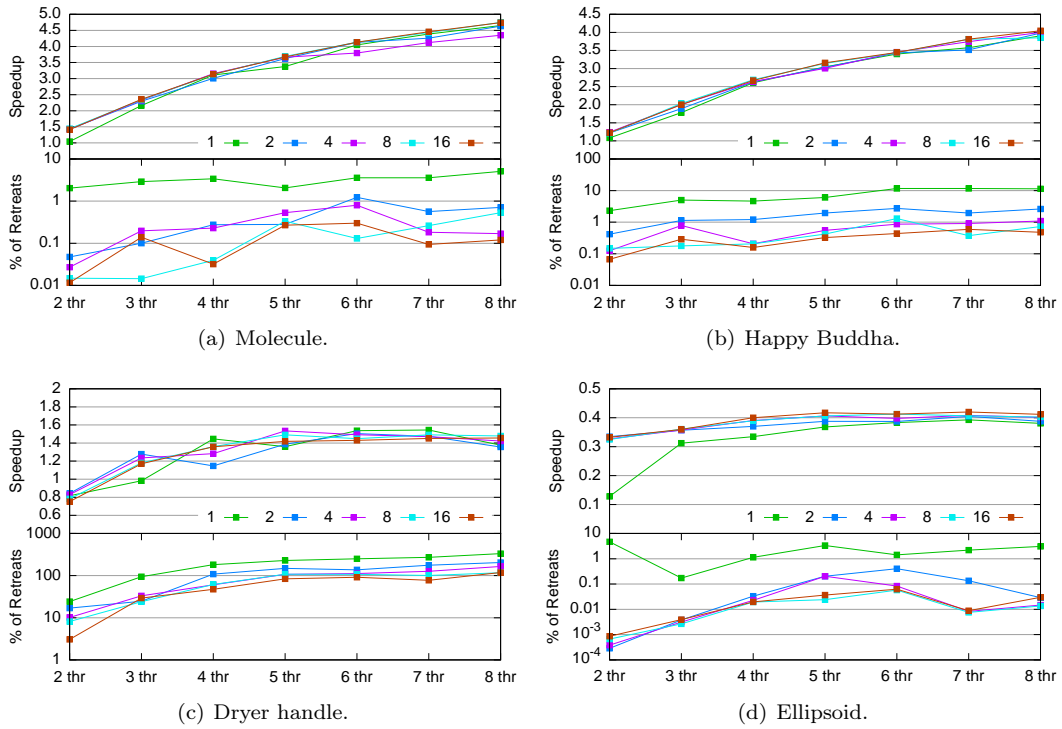 5.0
4.5
4.0
3.5
3.0
2.5
2.0
1.5
1.0
Speedup
1 2 4 8 16
10
1
0.1
0.01
% of Retreats
2 thr 3 thr 4 thr 5 thr 6 thr 7 thr 8 thr
(a) Molecule.
4.5
4.0
3.5
3.0
2.5
2.0
1.5
1.0
Speedup
1 2 4 8 16
100
10
1
0.1
0.01
% of Retreats
2 thr 3 thr 4 thr 5 thr 6 thr 7 thr 8 thr
(b) Happy Buddha.
2
1.8
1.6
1.4
1.2
1
0.8
0.6
Speedup
1 2 4 8 16
1000
100
10
1
% of Retreats
2 thr 3 thr 4 thr 5 thr 6 thr 7 thr 8 thr
(c) Dryer handle.
0.5
0.4
0.3
0.2
0.1
Speedup
1 2 4 8 16
10
1
0.1
0.01
10⁻³
10⁻⁴
% of Retreats
2 thr 3 thr 4 thr 5 thr 6 thr 7 thr 8 thr
(d) Ellipsoid.